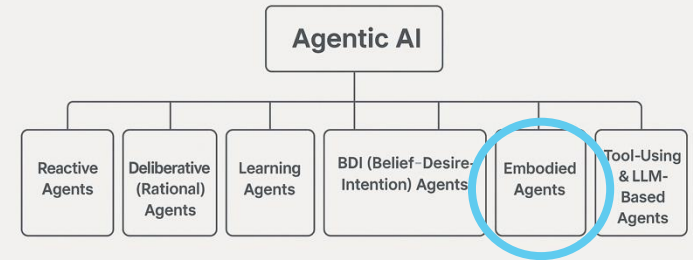 Agentic AI
Reactive
Agents
Deliberative
(Rational)
Agents
Learning
Agents
BDI (Belief-Desire-
Intention) Agents
Embodied
Agents
Tool-Using
& LLM-
Based
Agents